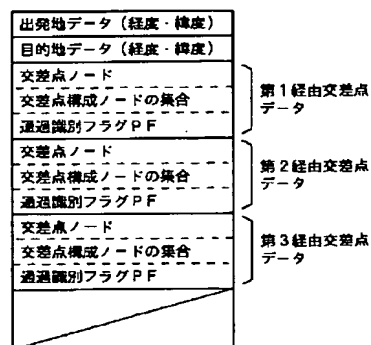 出発地データ（経度・緯度）
目的地データ（経度・緯度）
交差点ノード
交差点構成ノードの集合
通過識別フラグPF
第1経由交差点
データ
交差点ノード
交差点構成ノードの集合
通過識別フラグPF
第2経由交差点
データ
交差点ノード
交差点構成ノードの集合
通過識別フラグPF
第3経由交差点
データ